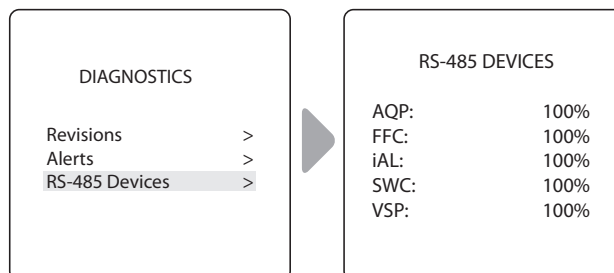 DIAGNOSTICS
Revisions >
Alerts >
RS-485 Devices >
RS-485 DEVICES
AQP: 100%
FFC: 100%
iAL: 100%
SWC: 100%
VSP: 100%